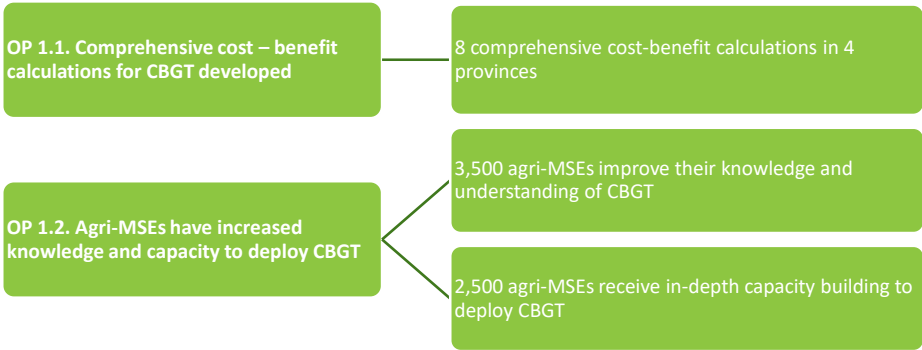 OP 1.1. Comprehensive cost – benefit
calculations for CBGT developed
8 comprehensive cost-benefit calculations in 4
provinces
OP 1.2. Agri-MSEs have increased
knowledge and capacity to deploy CBGT
3,500 agri-MSEs improve their knowledge and
understanding of CBGT
2,500 agri-MSEs receive in-depth capacity building to
deploy CBGT